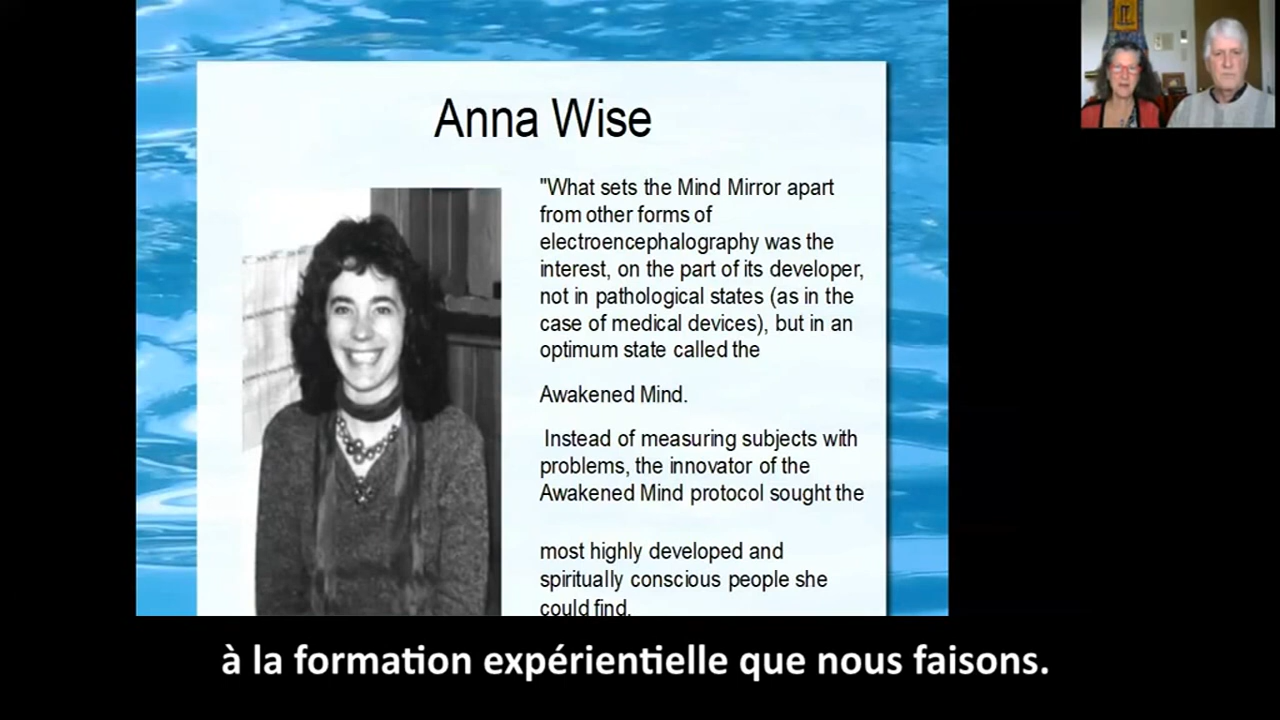 Anna Wise
"What sets the Mind Mirror apart
from other forms of
electroencephalography was the
interest, on the part of its developer,
not in pathological states (as in the
case of medical devices), but in an
optimum state called the
Awakened Mind.
Instead of measuring subjects with
problems, the innovator of the
Awakened Mind protocol sought the
most highly developed and
spiritually conscious people she
could find.
à la formation expérientielle que nous faisons.